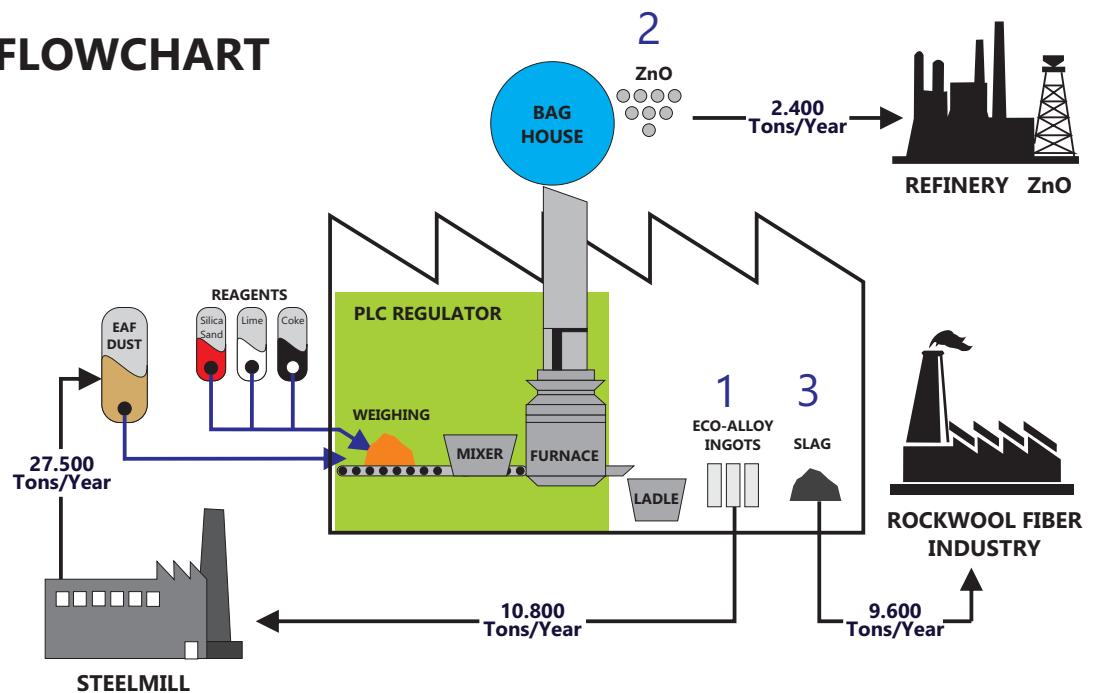 FLOWCHART
2
ZnO
BAG
HOUSE
2.400
Tons/Year
REFINERY ZnO
REAGENTS
EAF
DUST
Silica
Sand
Lime
Coke
PLC REGULATOR
WEIGHING
MIXER
FURNACE
LADLE
1
ECO-ALLOY
INGOTS
3
SLAG
27.500
Tons/Year
ROCKWOOL FIBER
INDUSTRY
10.800
Tons/Year
9.600
Tons/Year
STEELMILL